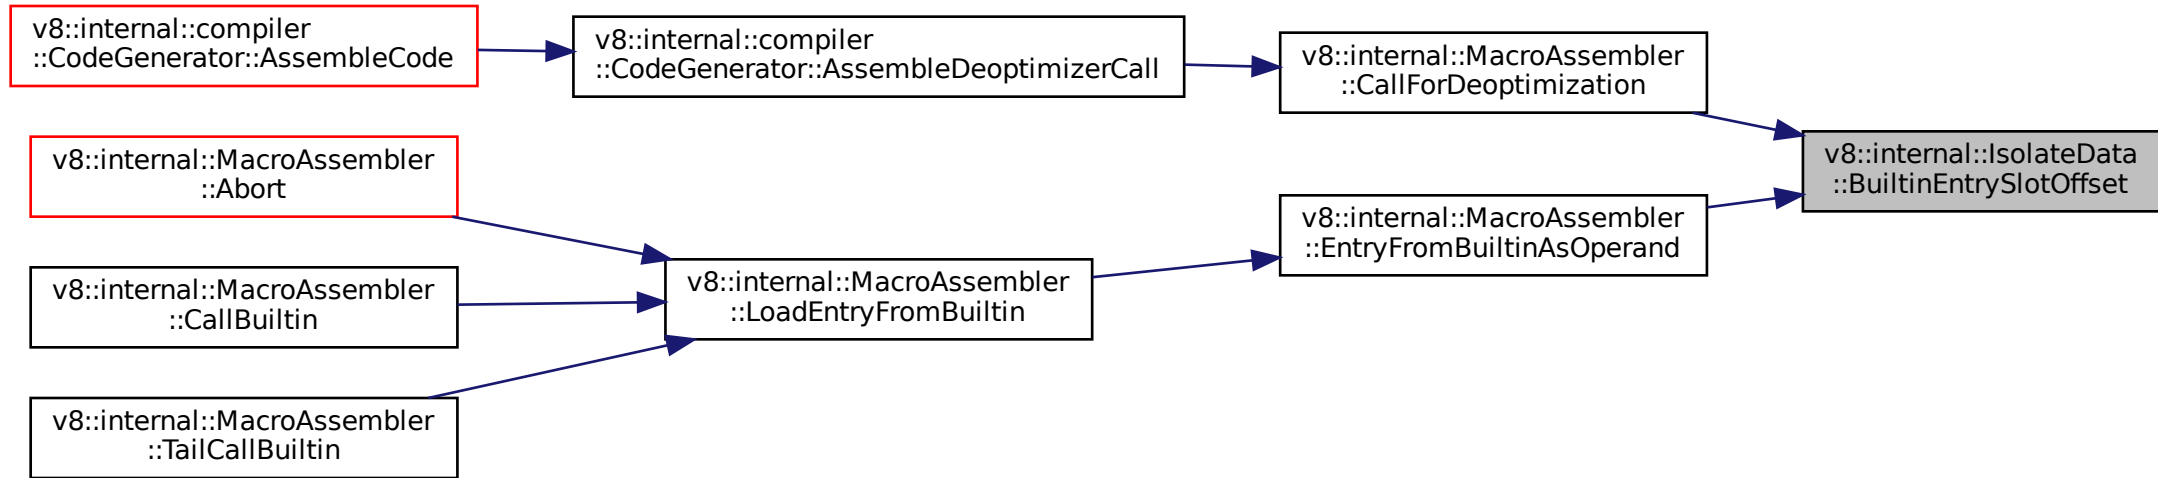 v8::internal::compiler
::CodeGenerator::AssembleCode
v8::internal::compiler
::CodeGenerator::AssembleDeoptimizerCall
v8::internal::MacroAssembler
::CallForDeoptimization
v8::internal::IsolateData
::BuiltinEntrySlotOffset
v8::internal::MacroAssembler
::Abort
v8::internal::MacroAssembler
::EntryFromBuiltinAsOperand
v8::internal::MacroAssembler
::LoadEntryFromBuiltin
v8::internal::MacroAssembler
::CallBuiltin
v8::internal::MacroAssembler
::TailCallBuiltin